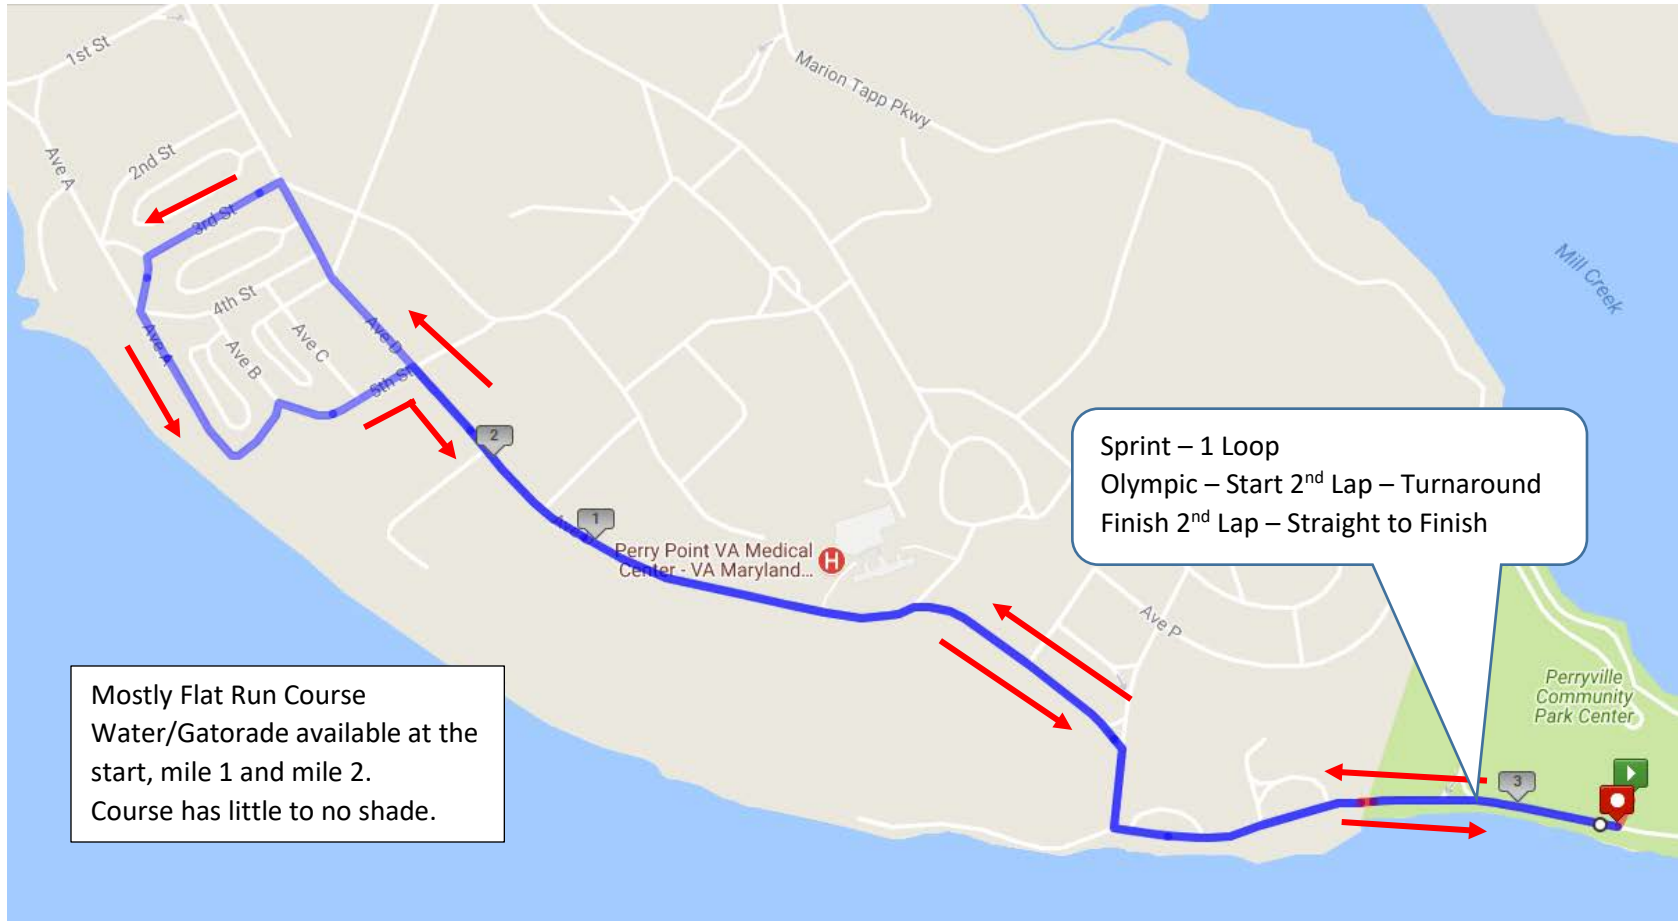 1st St
Marion Tapp Pkwy
Ave A
2nd St
3rd St
Mill Creek
4th St
Ave A
Ave B
Ave C
Ave D
5th St
2
1
Perry Point VA Medical
Center - VA Maryland...
H
Ave P
Sprint – 1 Loop
Olympic – Start 2nd Lap – Turnaround
Finish 2nd Lap – Straight to Finish
Mostly Flat Run Course
Water/Gatorade available at the
start, mile 1 and mile 2.
Course has little to no shade.
Perryville
Community
Park Center
3